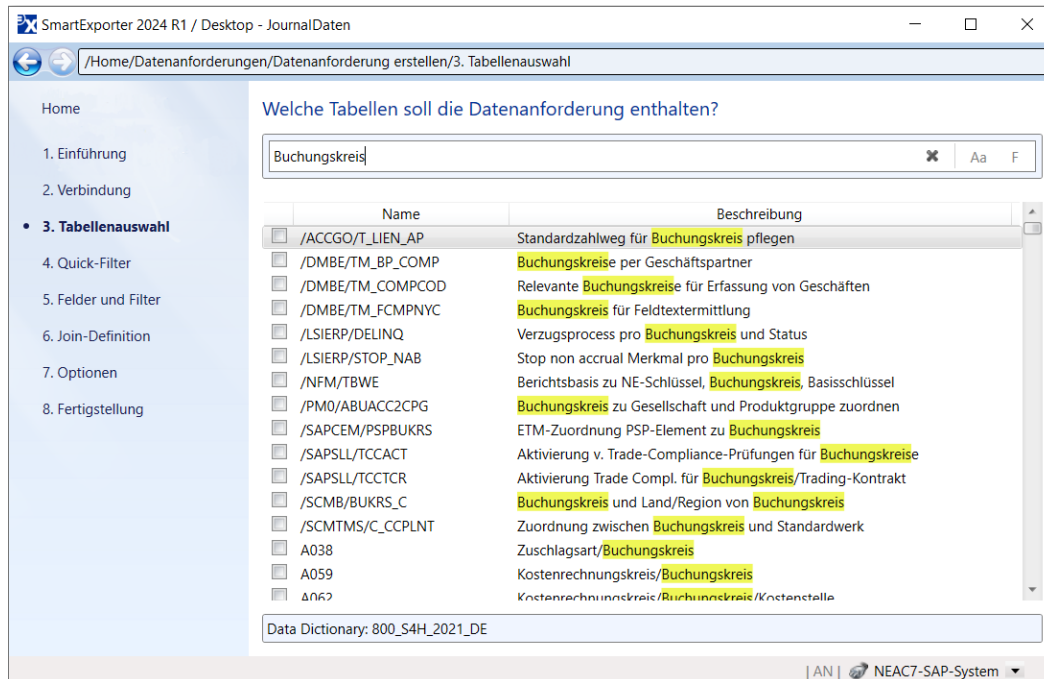 SmartExporter 2024 R1 / Desktop - JournalDaten
/Home/Datenanforderungen/Datenanforderung erstellen/3. Tabellenauswahl
Home
1. Einführung
2. Verbindung
3. Tabellenauswahl
4. Quick-Filter
5. Felder und Filter
6. Join-Definition
7. Optionen
8. Fertigstellung
Welche Tabellen soll die Datenanforderung enthalten?
Buchungskreis Aa F
Name Beschreibung
/ACCGO/T_LIEN_AP Standardzahlweg für Buchungskreis pflegen
/DMBE/TM_BP_COMP Buchungskreise per Geschäftspartner
/DMBE/TM_COMPCOD Relevante Buchungskreise für Erfassung von Geschäften
/DMBE/TM_FCMPNYC Buchungskreis für Feldtextermittlung
/LSIERP/DELINQ Verzugsprocess pro Buchungskreis und Status
/LSIERP/STOP_NAB Stop non accrual Merkmal pro Buchungskreis
/NFM/TBWE Berichtsbasis zu NE-Schlüssel, Buchungskreis, Basisschlüssel
/PM0/ABUACC2CPG Buchungskreis zu Gesellschaft und Produktgruppe zuordnen
/SAPCEM/PSPBUKRS ETM-Zuordnung PSP-Element zu Buchungskreis
/SAPSLL/TCCACT Aktivierung v. Trade-Compliance-Prüfungen für Buchungskreise
/SAPSLL/TCCTCR Aktivierung Trade Compl. für Buchungskreis/Trading-Kontrakt
/SCMB/BUKRS_C Buchungskreis und Land/Region von Buchungskreis
/SCMTMS/C_CCPLNT Zuordnung zwischen Buchungskreis und Standardwerk
A038 Zuschlagsart/Buchungskreis
A059 Kostenrechnungskreis/Buchungskreis
A062 Kostenrechnungskreis/Buchungskreis/Kostenstelle
Data Dictionary: 800_S4H_2021_DE
| AN | NEAC7-SAP-System